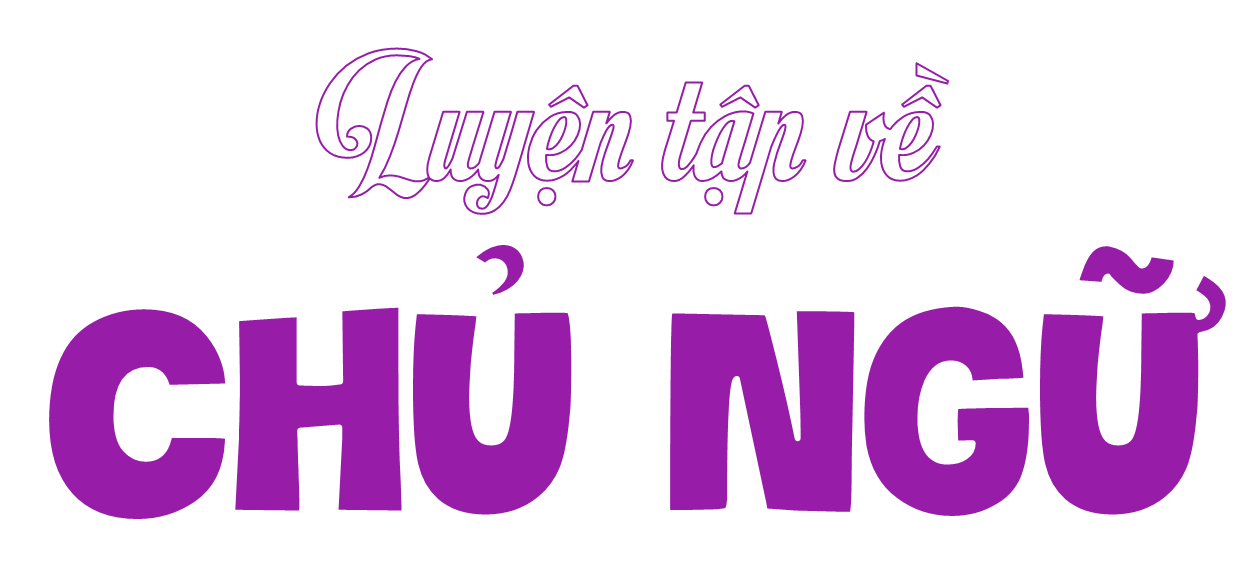 Luyện tập về
CHỦ NGỮ